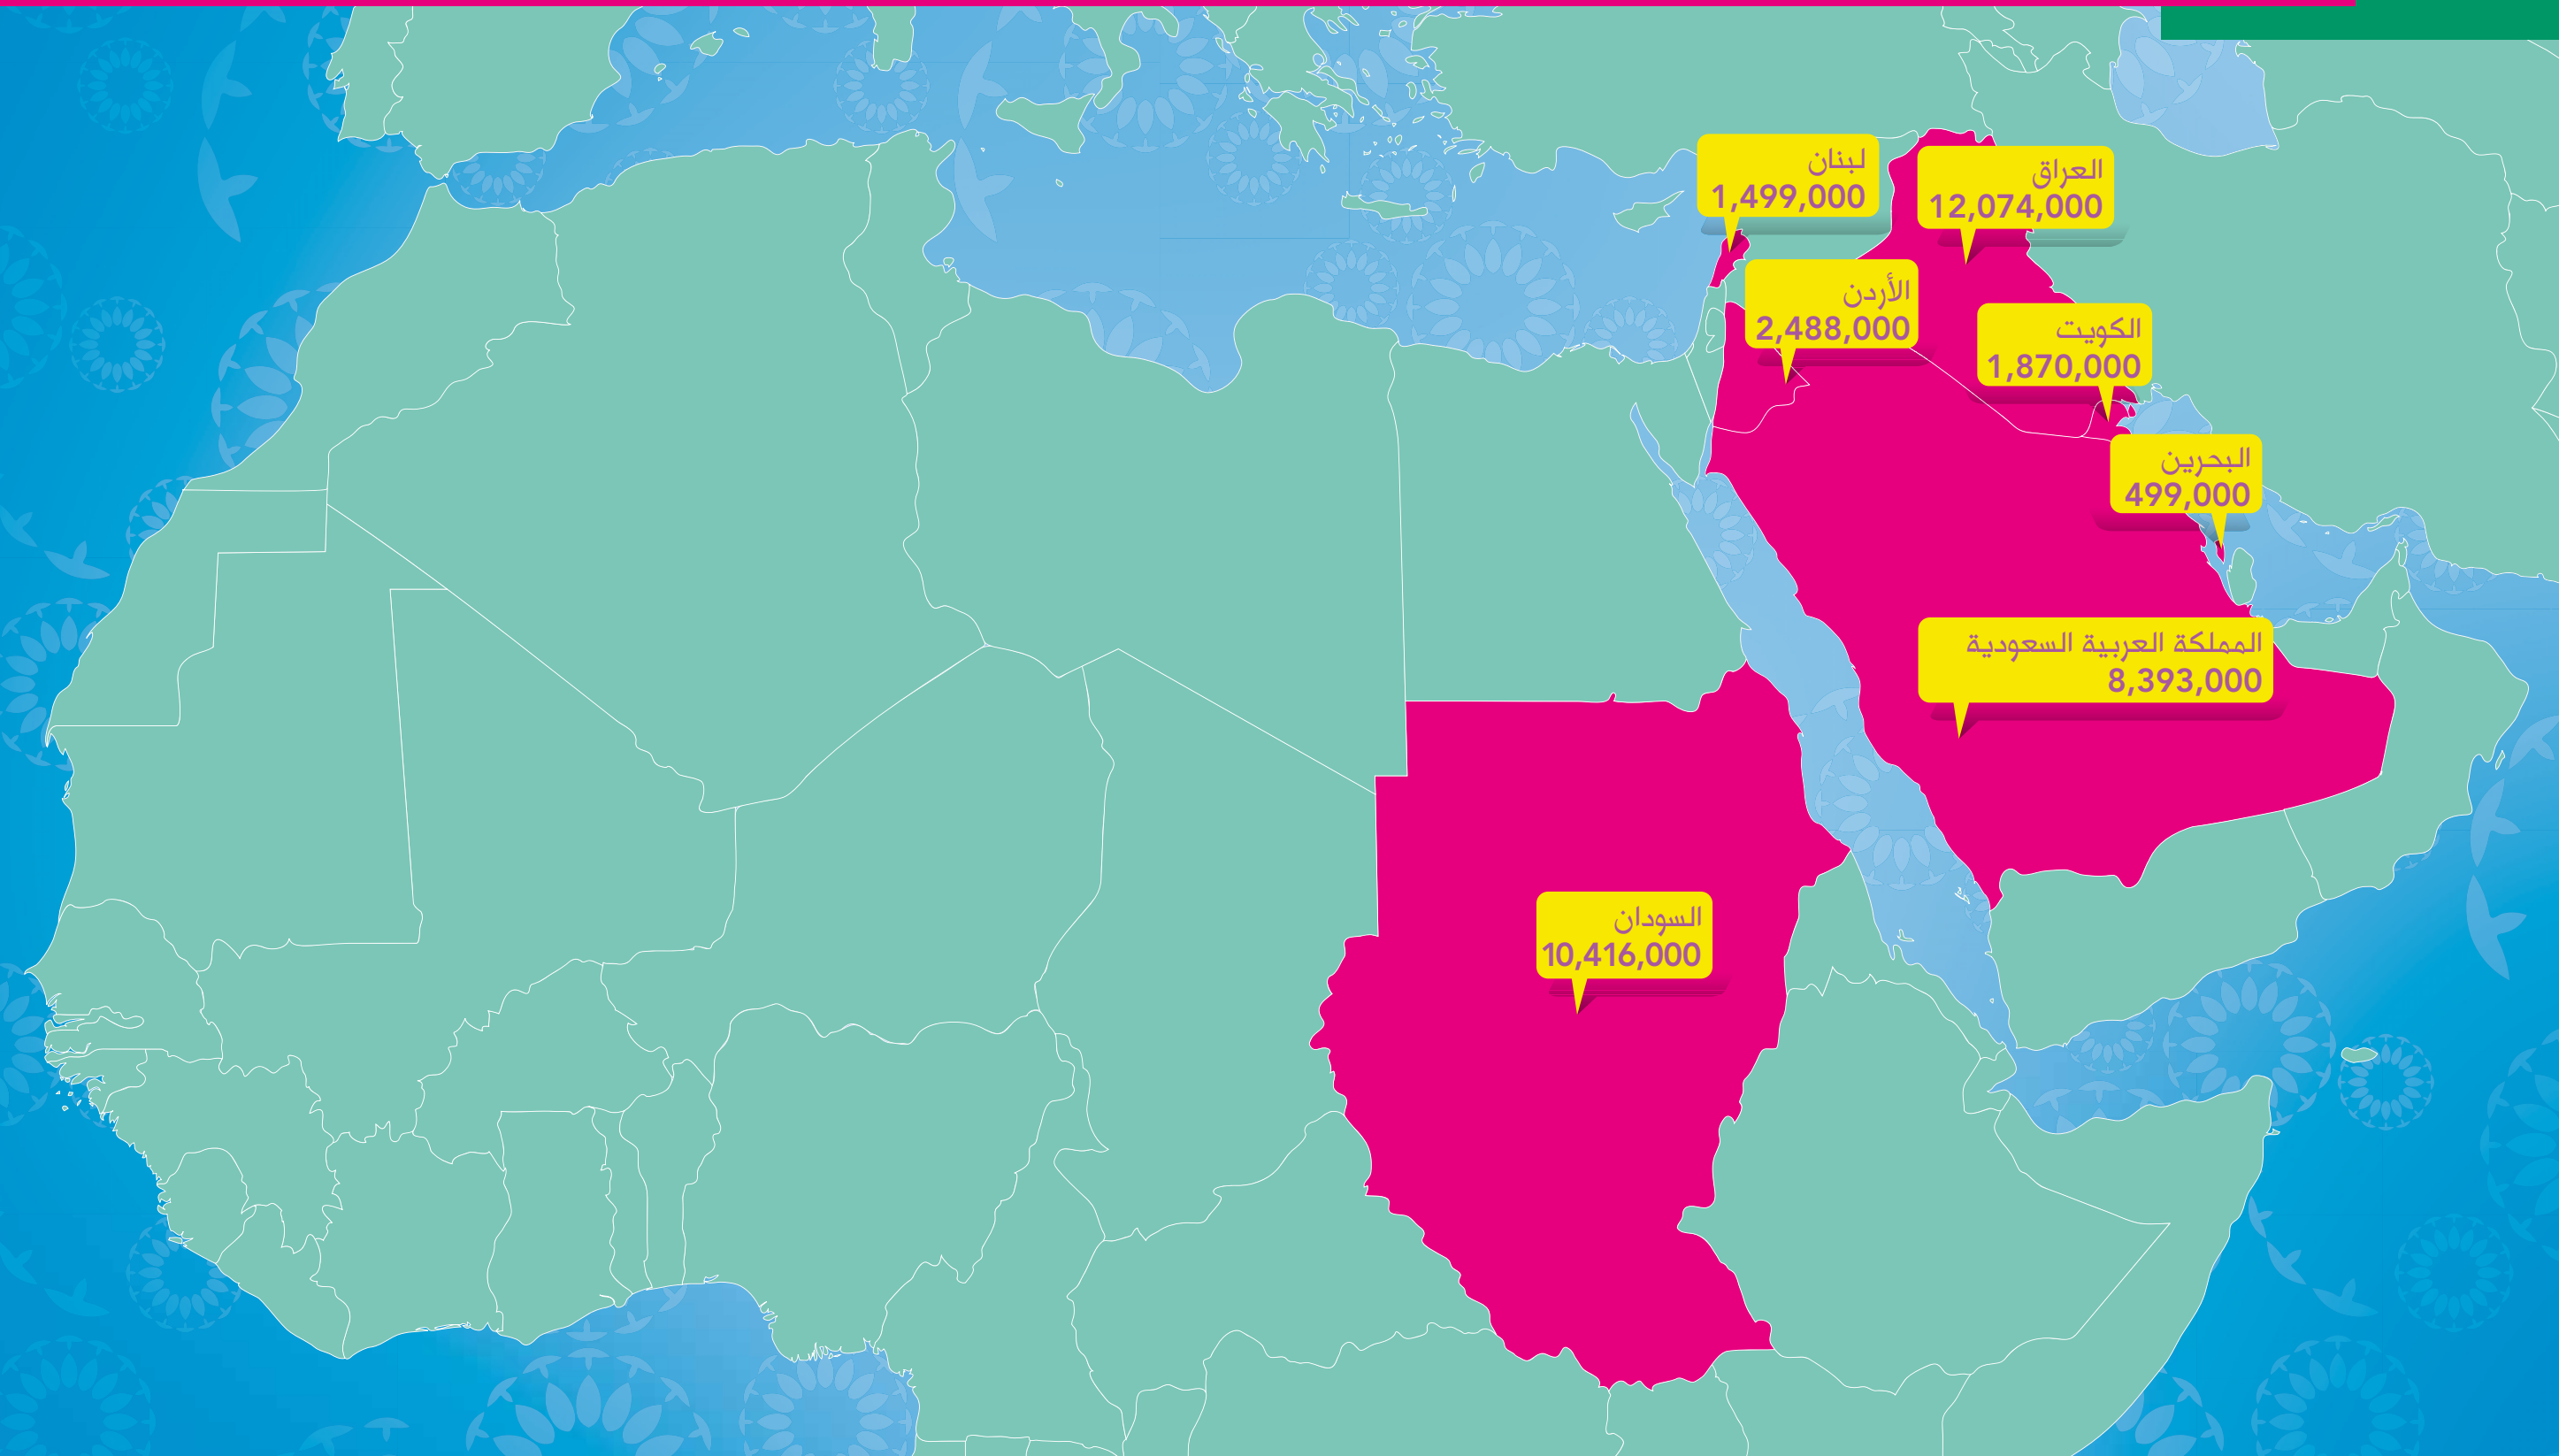 لبنان
1,499,000
العراق
12,074,000
الأردن
2,488,000
الكويت
1,870,000
البحرين
499,000
المملكة العربية السعودية
8,393,000
السودان
10,416,000